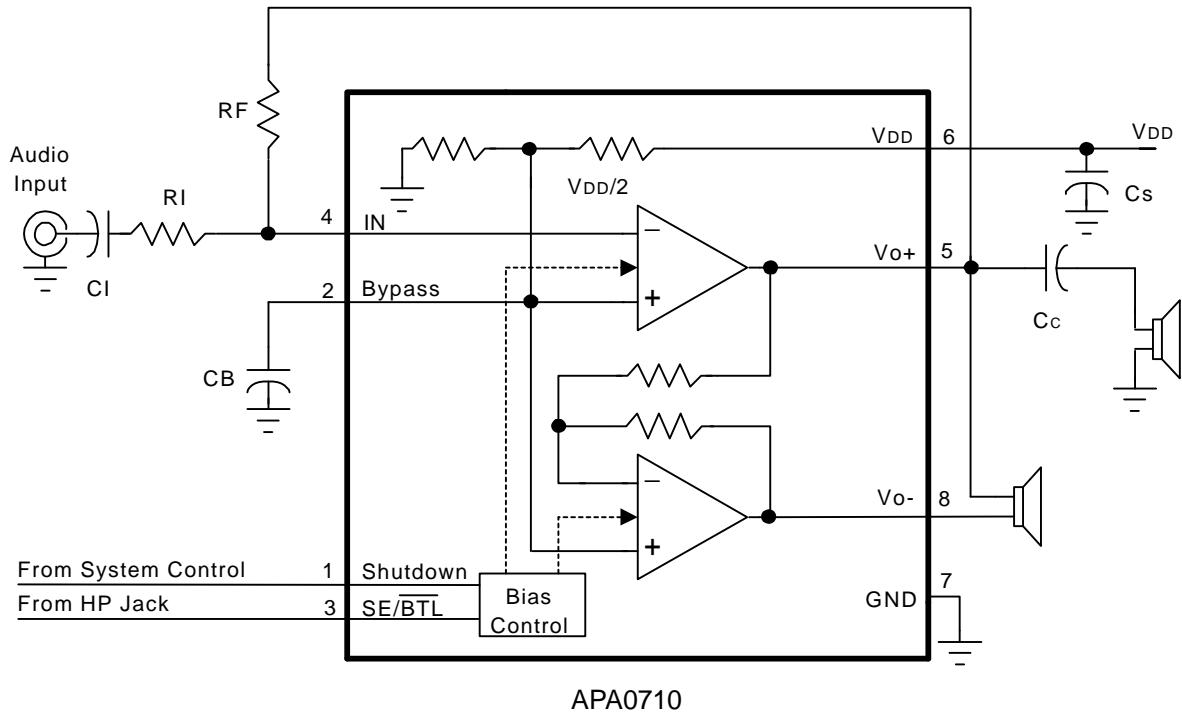 RF
VDD
6
VDD
Audio
Input
RI
VDD/2
Cs
4
IN
−
Vo+
5
CI
2
Bypass
+
Cc
CB
−
Vo-
8
+
From System Control
1
Shutdown
7
From HP Jack
3
SE/BTL
Bias
Control
GND
APA0710